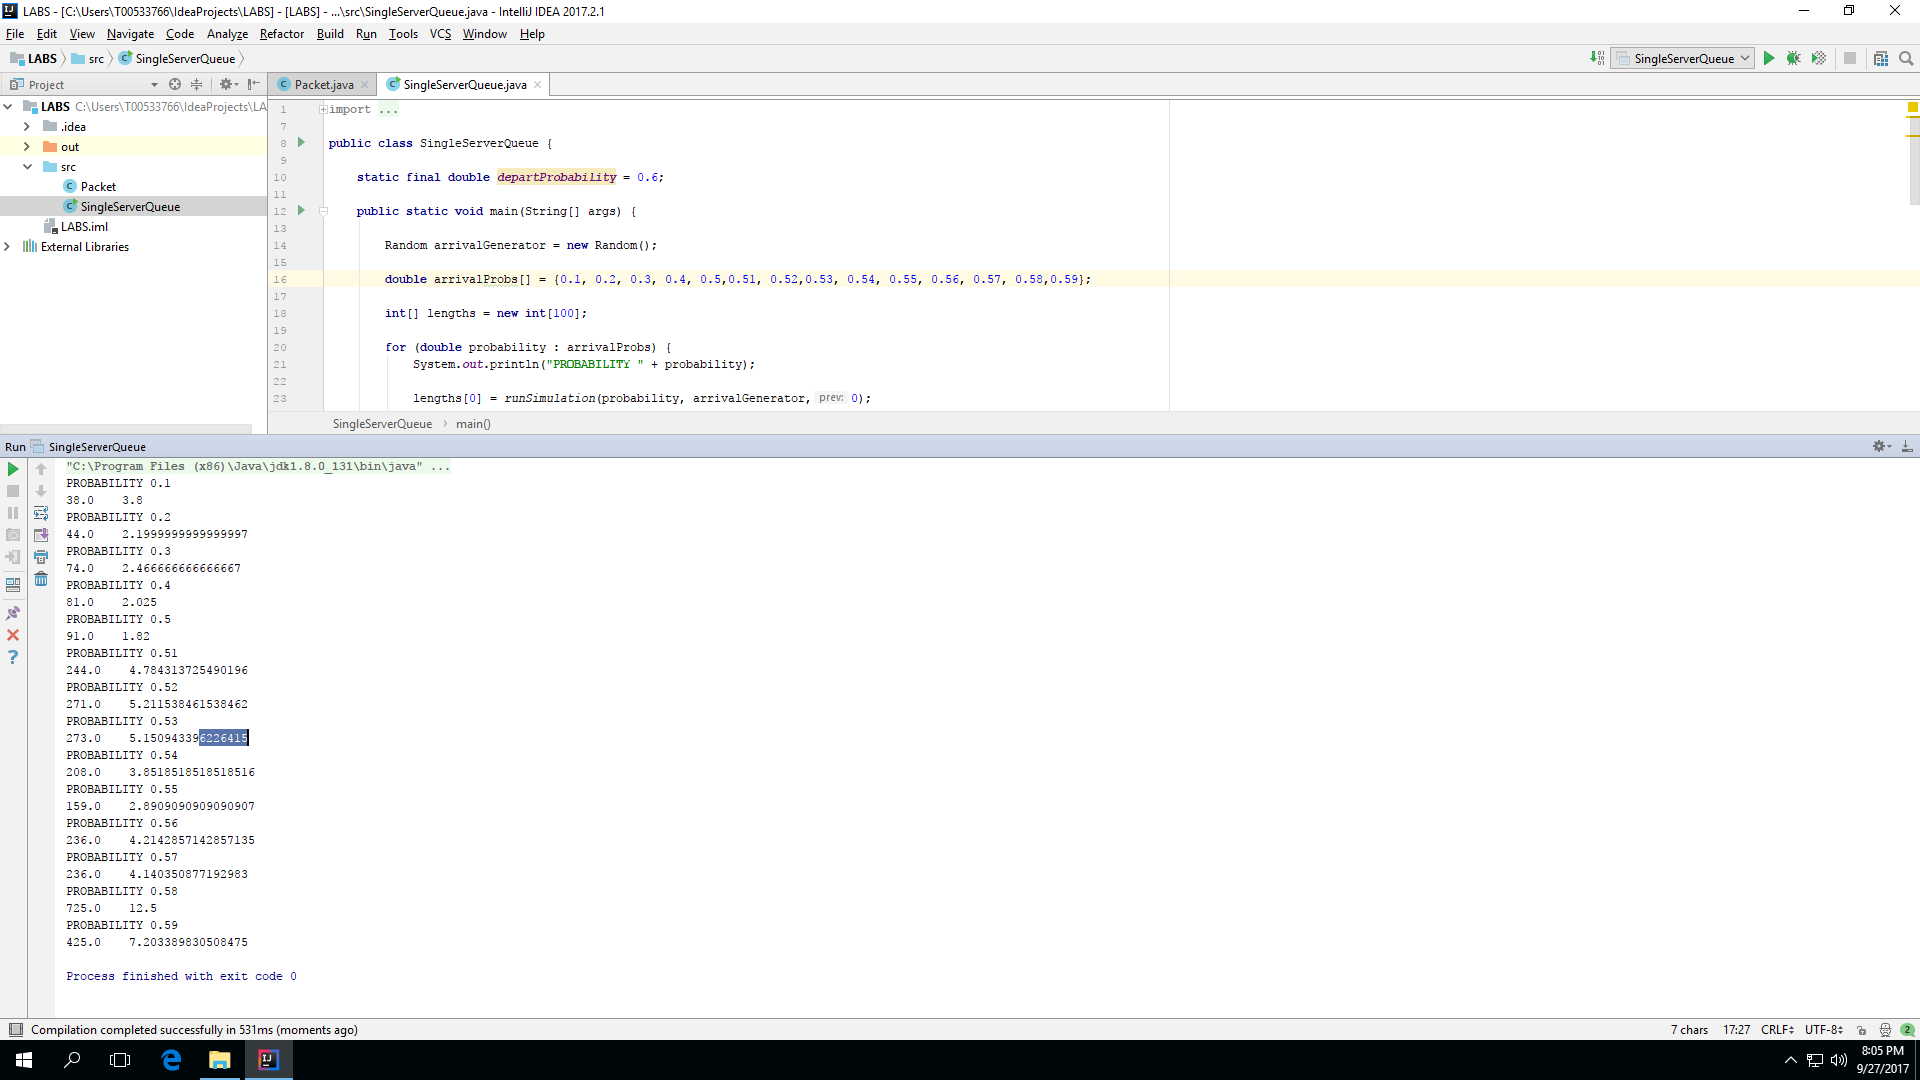 LABS - [C:\Users\T00533766\IdeaProjects\LABS] - [LABS] - ...\src\SingleServerQueue.java - IntelliJ IDEA 2017.2.1
File Edit View Navigate Code Analyze Refactor Build Run Tools VCS Window Help
LABS src SingleServerQueue
SingleServerQueue
Project
Packet.java SingleServerQueue.java
LABS C:\Users\T00533766\IdeaProjects\LA
.idea
out
src
Packet
SingleServerQueue
LABS.iml
External Libraries
1 import ...
7
8 public class SingleServerQueue {
9
10 static final double departProbability = 0.6;
11
12 public static void main(String[] args) {
13
14 Random arrivalGenerator = new Random();
15
16 double arrivalProbs[] = {0.1, 0.2, 0.3, 0.4, 0.5,0.51, 0.52,0.53, 0.54, 0.55, 0.56, 0.57, 0.58,0.59};
17
18 int[] lengths = new int[100];
19
20 for (double probability : arrivalProbs) {
21 System.out.println("PROBABILITY " + probability);
22
23 lengths[0] = runSimulation(probability, arrivalGenerator, prev: 0);
SingleServerQueue main()
Run SingleServerQueue
"C:\Program Files (x86)\Java\jdk1.8.0_131\bin\java" ...
PROBABILITY 0.1
38.0 3.8
PROBABILITY 0.2
44.0 2.1999999999999997
PROBABILITY 0.3
74.0 2.466666666666667
PROBABILITY 0.4
81.0 2.025
PROBABILITY 0.5
91.0 1.82
PROBABILITY 0.51
244.0 4.784313725490196
PROBABILITY 0.52
271.0 5.211538461538462
PROBABILITY 0.53
273.0 5.150943396226415
PROBABILITY 0.54
208.0 3.8518518518518516
PROBABILITY 0.55
159.0 2.8909090909090907
PROBABILITY 0.56
236.0 4.2142857142857135
PROBABILITY 0.57
236.0 4.140350877192983
PROBABILITY 0.58
725.0 12.5
PROBABILITY 0.59
425.0 7.203389830508475
Process finished with exit code 0
Compilation completed successfully in 531ms (moments ago)
7 chars 17:27 CRLF UTF-8 2
8:05 PM
9/27/2017